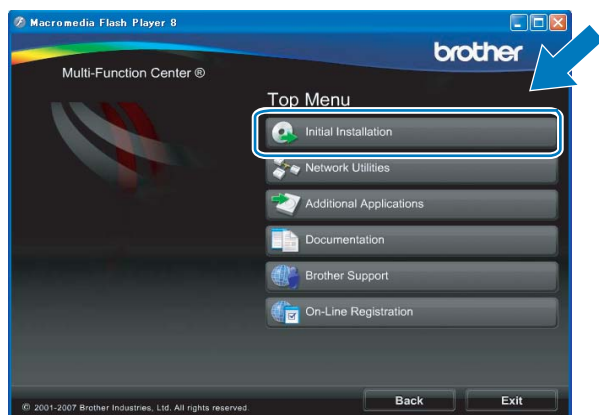 Macromedia Flash Player 8
brother
Multi-Function Center ®
Top Menu
Initial Installation
Network Utilities
Additional Applications
Documentation
Brother Support
On-Line Registration
© 2001-2007 Brother Industries, Ltd. All rights reserved.
Back Exit